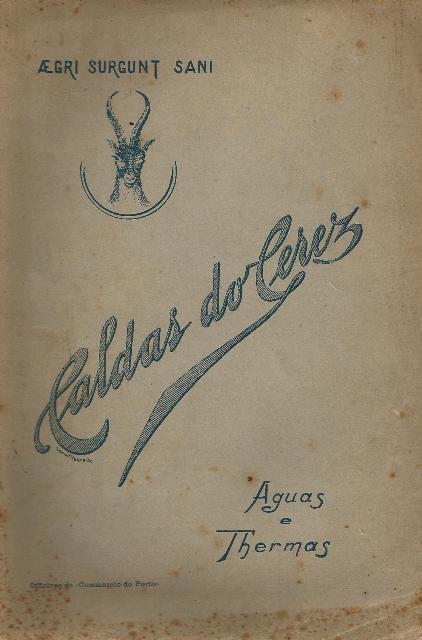 ÆGRI SURGUNT SANI
Caldas do Gerez
Aguas
e
Thermas
Officinas do «Commercio do Porto»